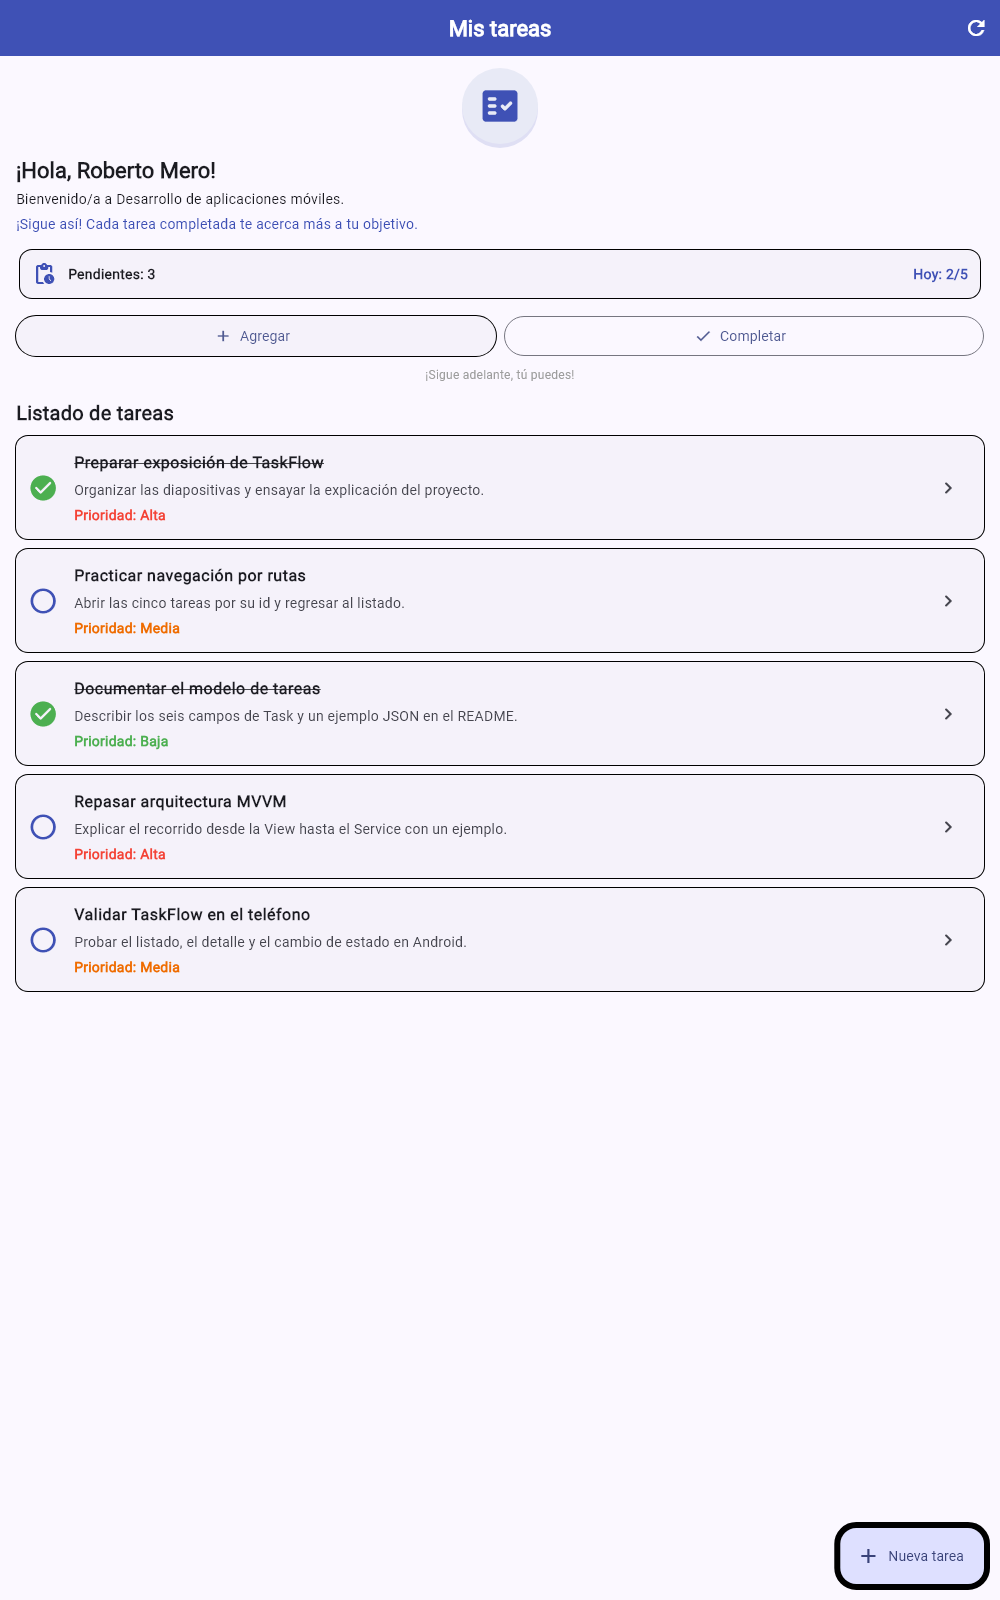 Mis tareas
¡Hola, Roberto Mero!
Bienvenido/a a Desarrollo de aplicaciones móviles.
¡Sigue así! Cada tarea completada te acerca más a tu objetivo.
Pendientes: 3
Hoy: 2/5
Agregar
Completar
¡Sigue adelante, tú puedes!
Listado de tareas
Preparar exposición de TaskFlow
Organizar las diapositivas y ensayar la explicación del proyecto.
Prioridad: Alta
Practicar navegación por rutas
Abrir las cinco tareas por su id y regresar al listado.
Prioridad: Media
Documentar el modelo de tareas
Describir los seis campos de Task y un ejemplo JSON en el README.
Prioridad: Baja
Repasar arquitectura MVVM
Explicar el recorrido desde la View hasta el Service con un ejemplo.
Prioridad: Alta
Validar TaskFlow en el teléfono
Probar el listado, el detalle y el cambio de estado en Android.
Prioridad: Media
Nueva tarea